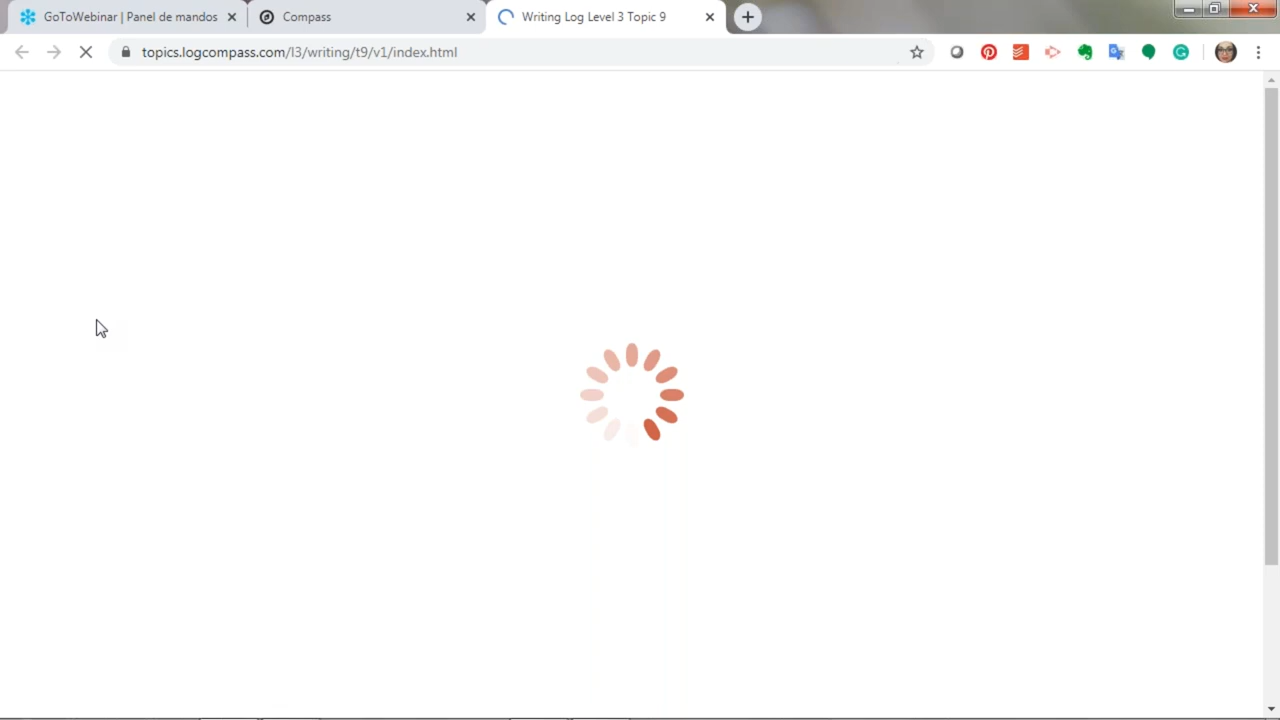 GoToWebinar | Panel de mandos
Compass
Writing Log Level 3 Topic 9
topics.logcompass.com/l3/writing/t9/v1/index.html